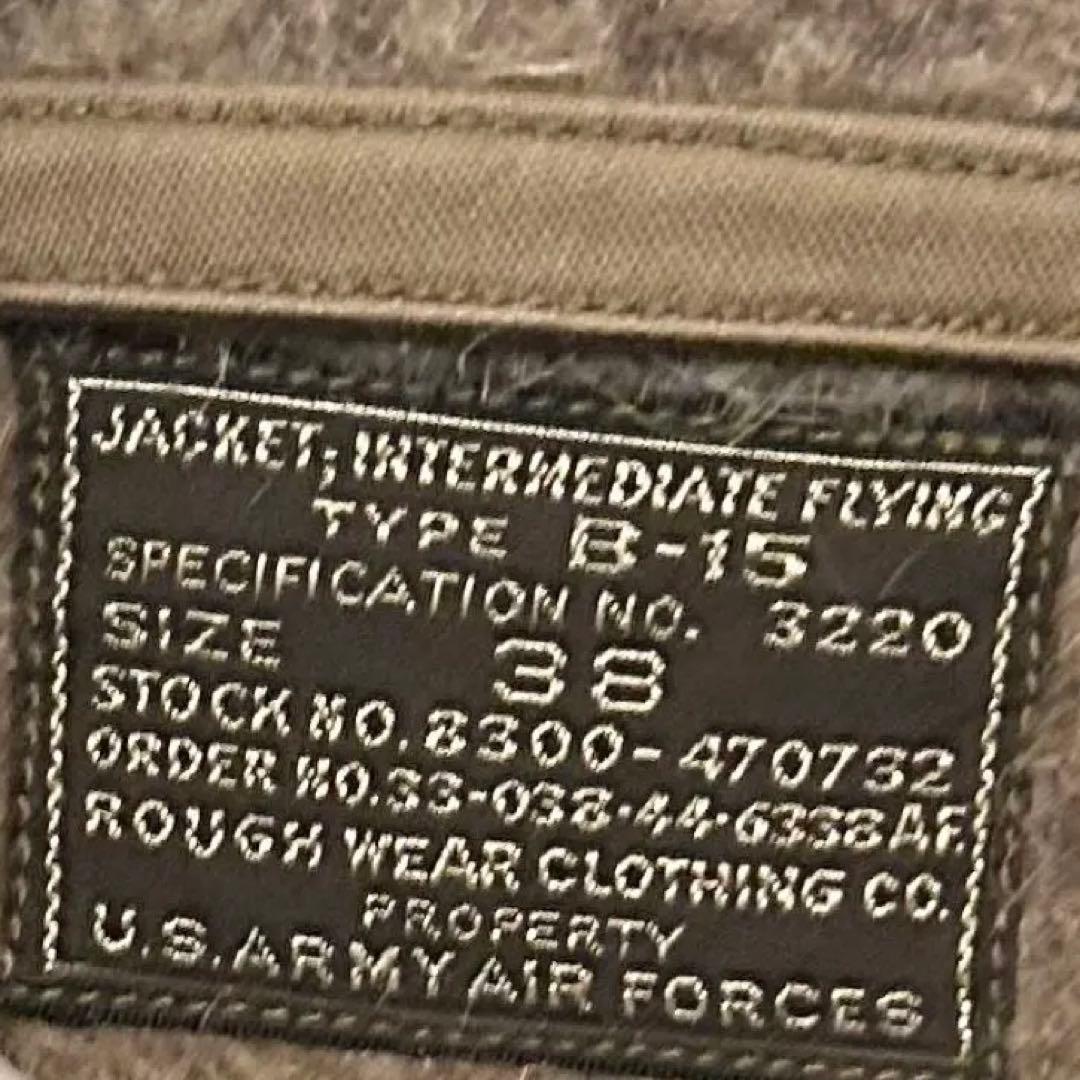 JACKET, INTERMEDIATE FLYING
TYPE B-15
SPECIFICATION NO. 3220
SIZE 38
STOCK NO. 8300-470732
ORDER NO. 33-038-44-6338AF
ROUGH WEAR CLOTHING CO.
PROPERTY
U.S. ARMY AIR FORCES